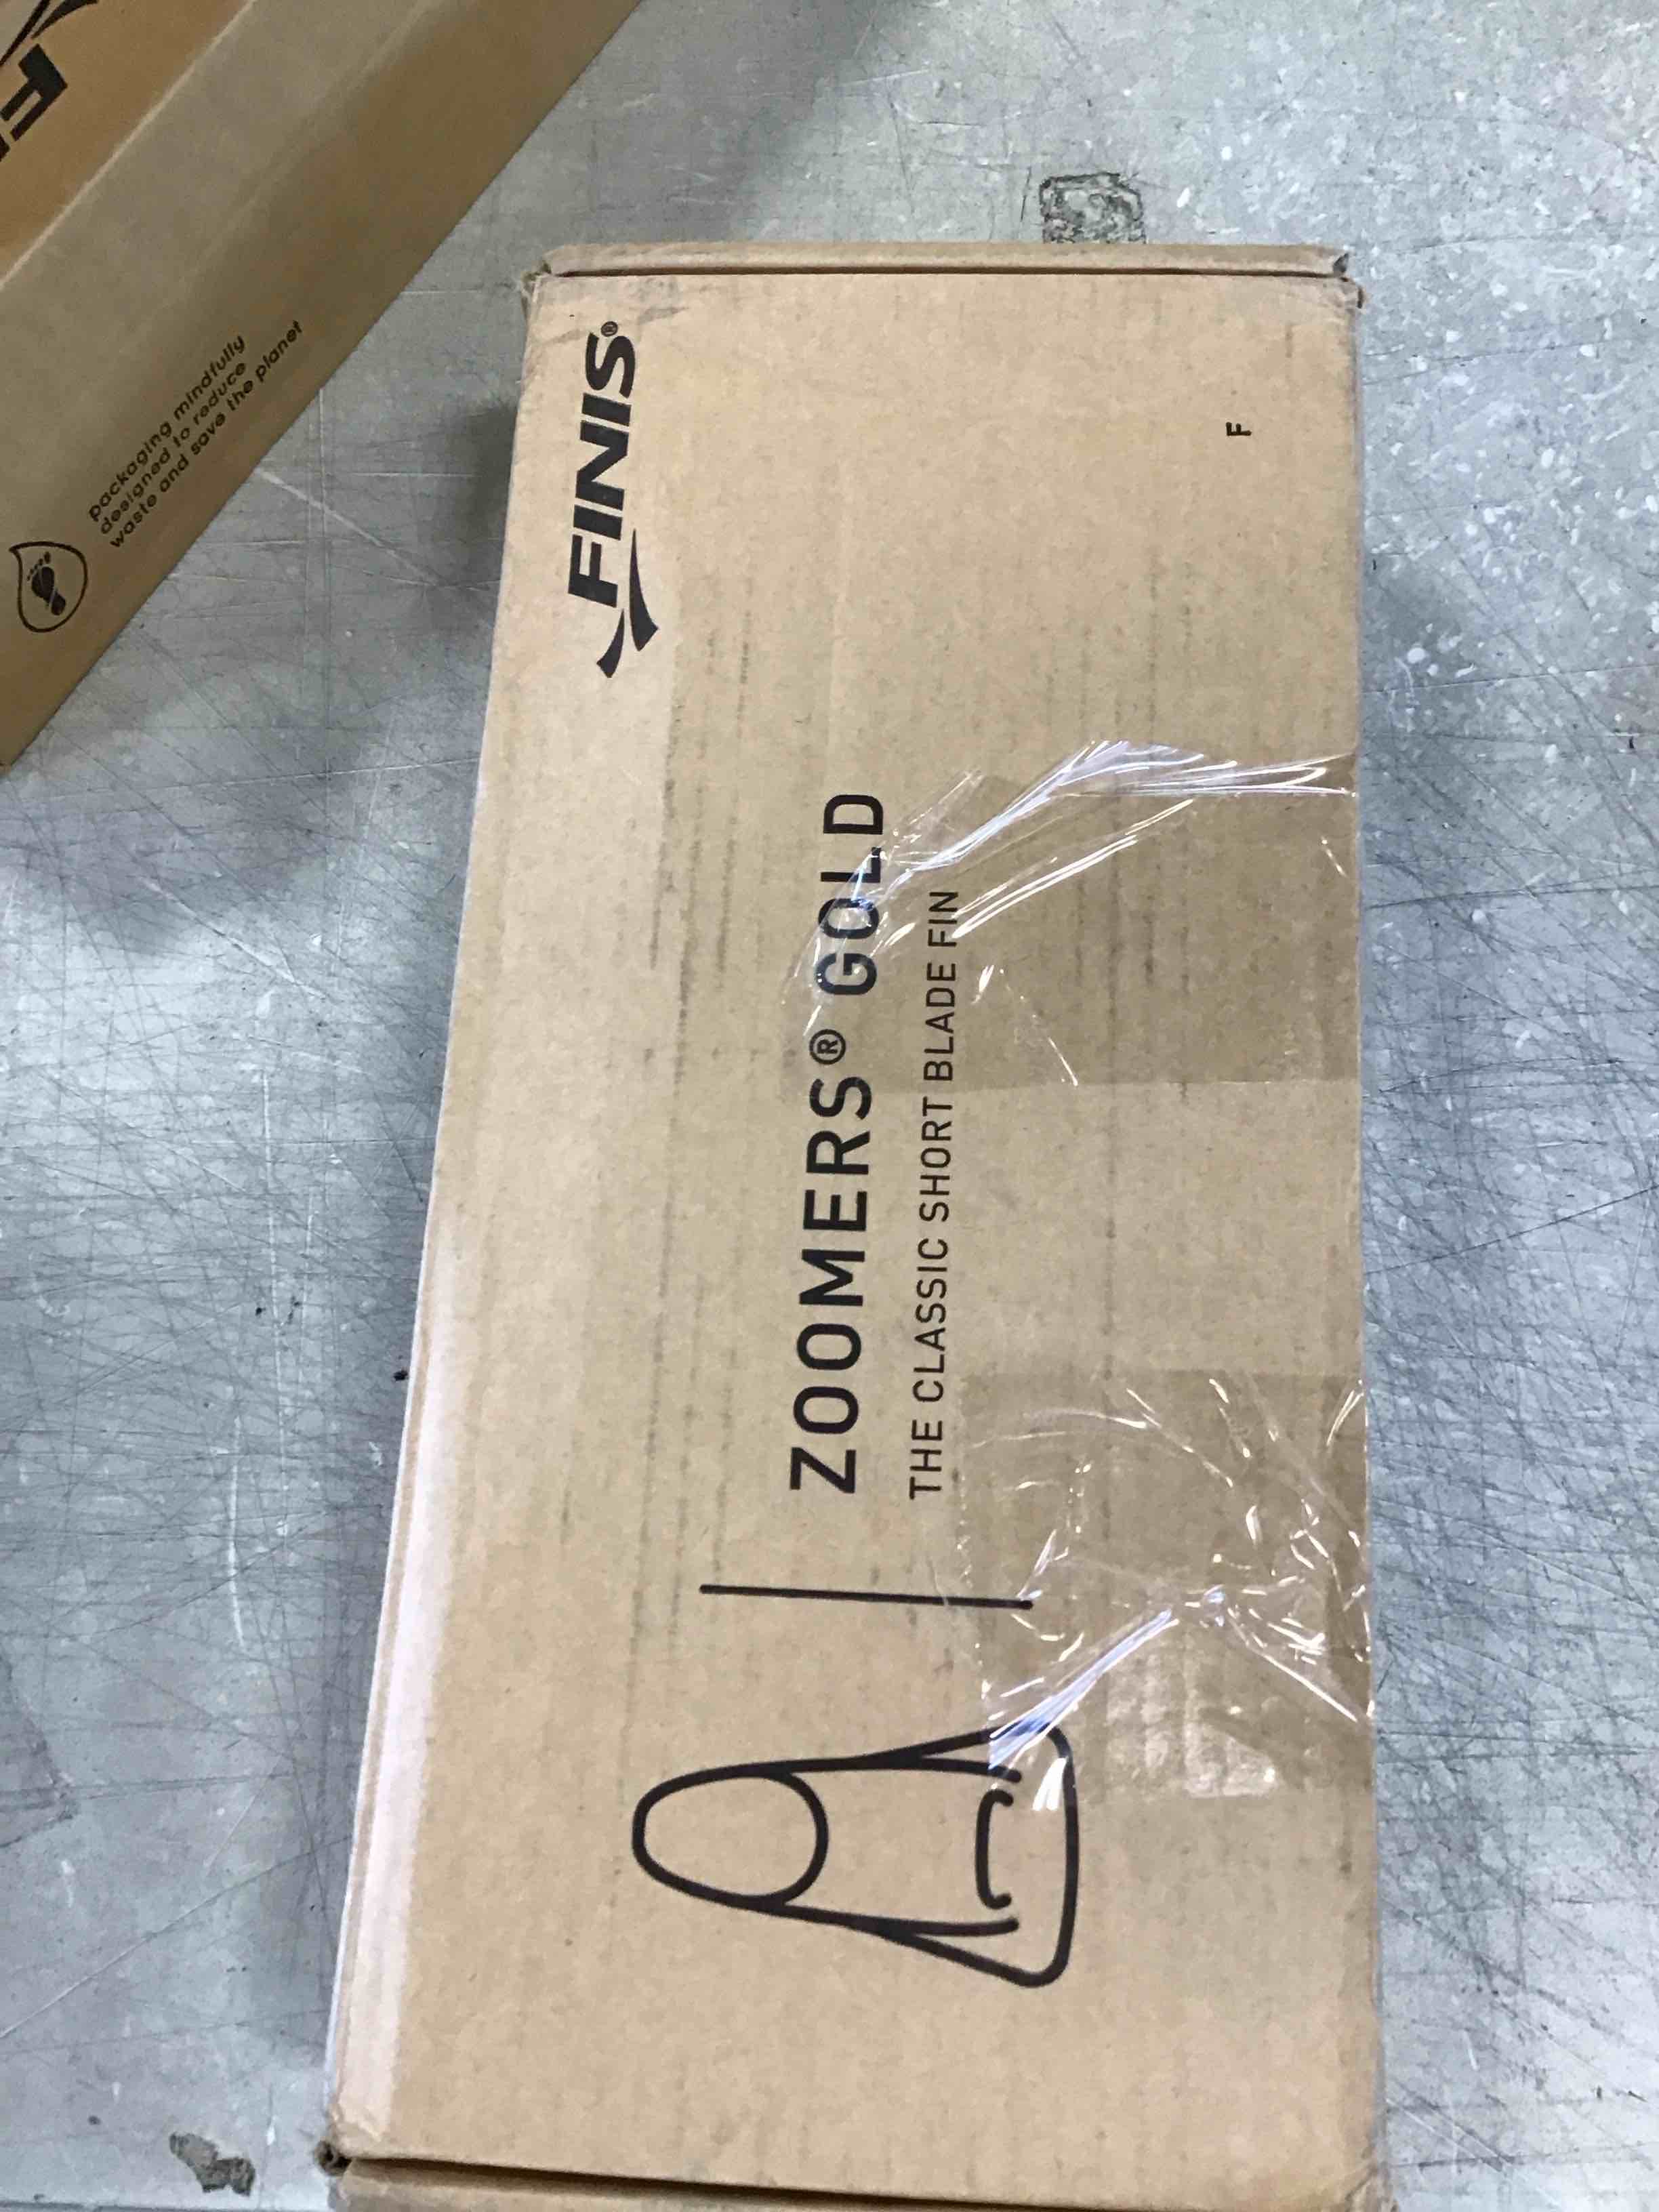 FINIS®
ZOOMERS® GOLD
THE CLASSIC SHORT BLADE FIN
F
packaging mindfully
designed to reduce
waste and save the planet